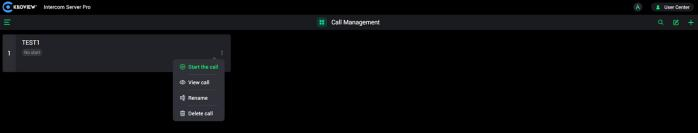 KILOVIEW Intercom Server Pro
A User Center
Call Management
TEST1
1
No start
Start the call
View call
Rename
Delete call